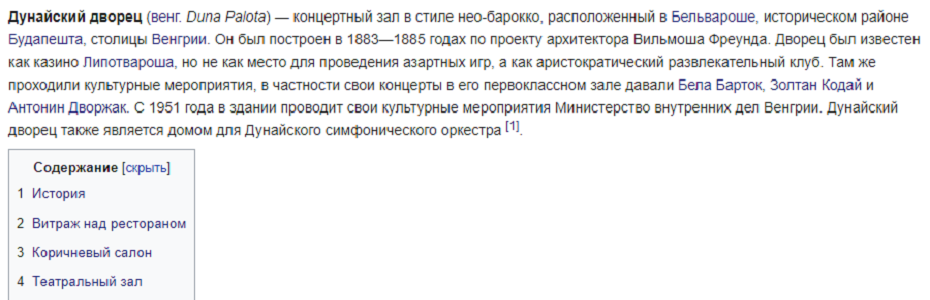 Дунайский дворец (венг. Duna Palota) — концертный зал в стиле нео-барокко, расположенный в Бельвароше, историческом районе
Будапешта, столицы Венгрии. Он был построен в 1883—1885 годах по проекту архитектора Вильмоша Фреунда. Дворец был известен
как казино Липотвароша, но не как место для проведения азартных игр, а как аристократический развлекательный клуб. Там же
проходили культурные мероприятия, в частности свои концерты в его первоклассном зале давали Бела Барток, Золтан Кодай и
Антонин Дворжак. С 1951 года в здании проводит свои культурные мероприятия Министерство внутренних дел Венгрии. Дунайский
дворец также является домом для Дунайского симфонического оркестра [1].
Содержание [скрыть]
1 История
2 Витраж над рестораном
3 Коричневый салон
4 Театральный зал